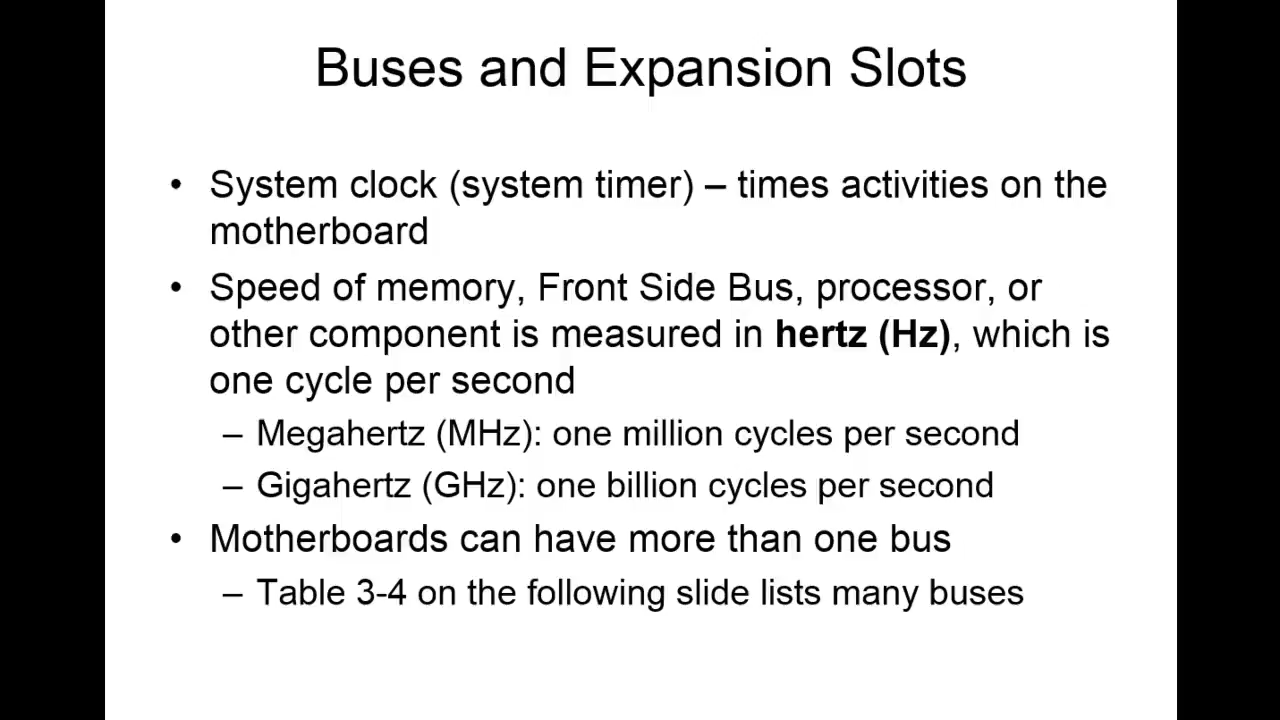 Buses and Expansion Slots
• System clock (system timer) – times activities on the
motherboard
• Speed of memory, Front Side Bus, processor, or
other component is measured in hertz (Hz), which is
one cycle per second
– Megahertz (MHz): one million cycles per second
– Gigahertz (GHz): one billion cycles per second
• Motherboards can have more than one bus
– Table 3-4 on the following slide lists many buses